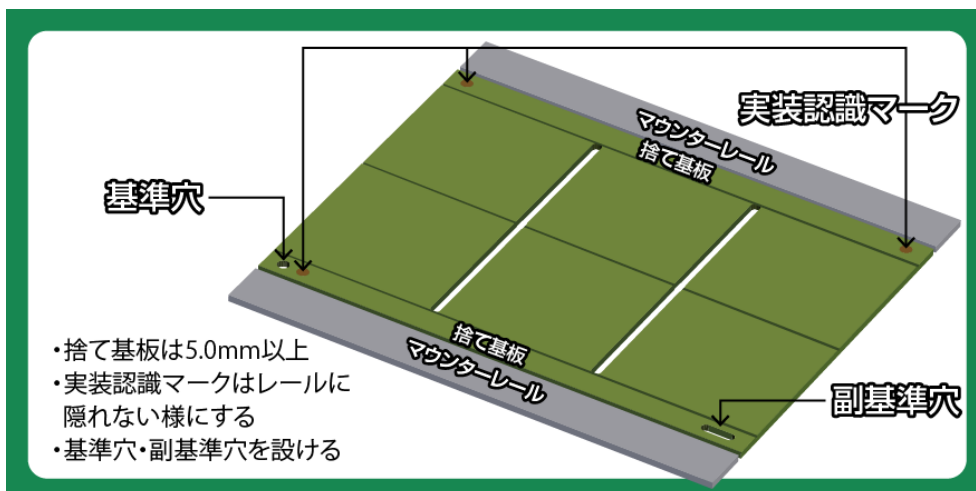 実装認識マーク
マウンターレール
捨て基板
基準穴
捨て基板
マウンターレール
副基準穴
・捨て基板は5.0mm以上
・実装認識マークはレールに
隠れない様にする
・基準穴・副基準穴を設ける